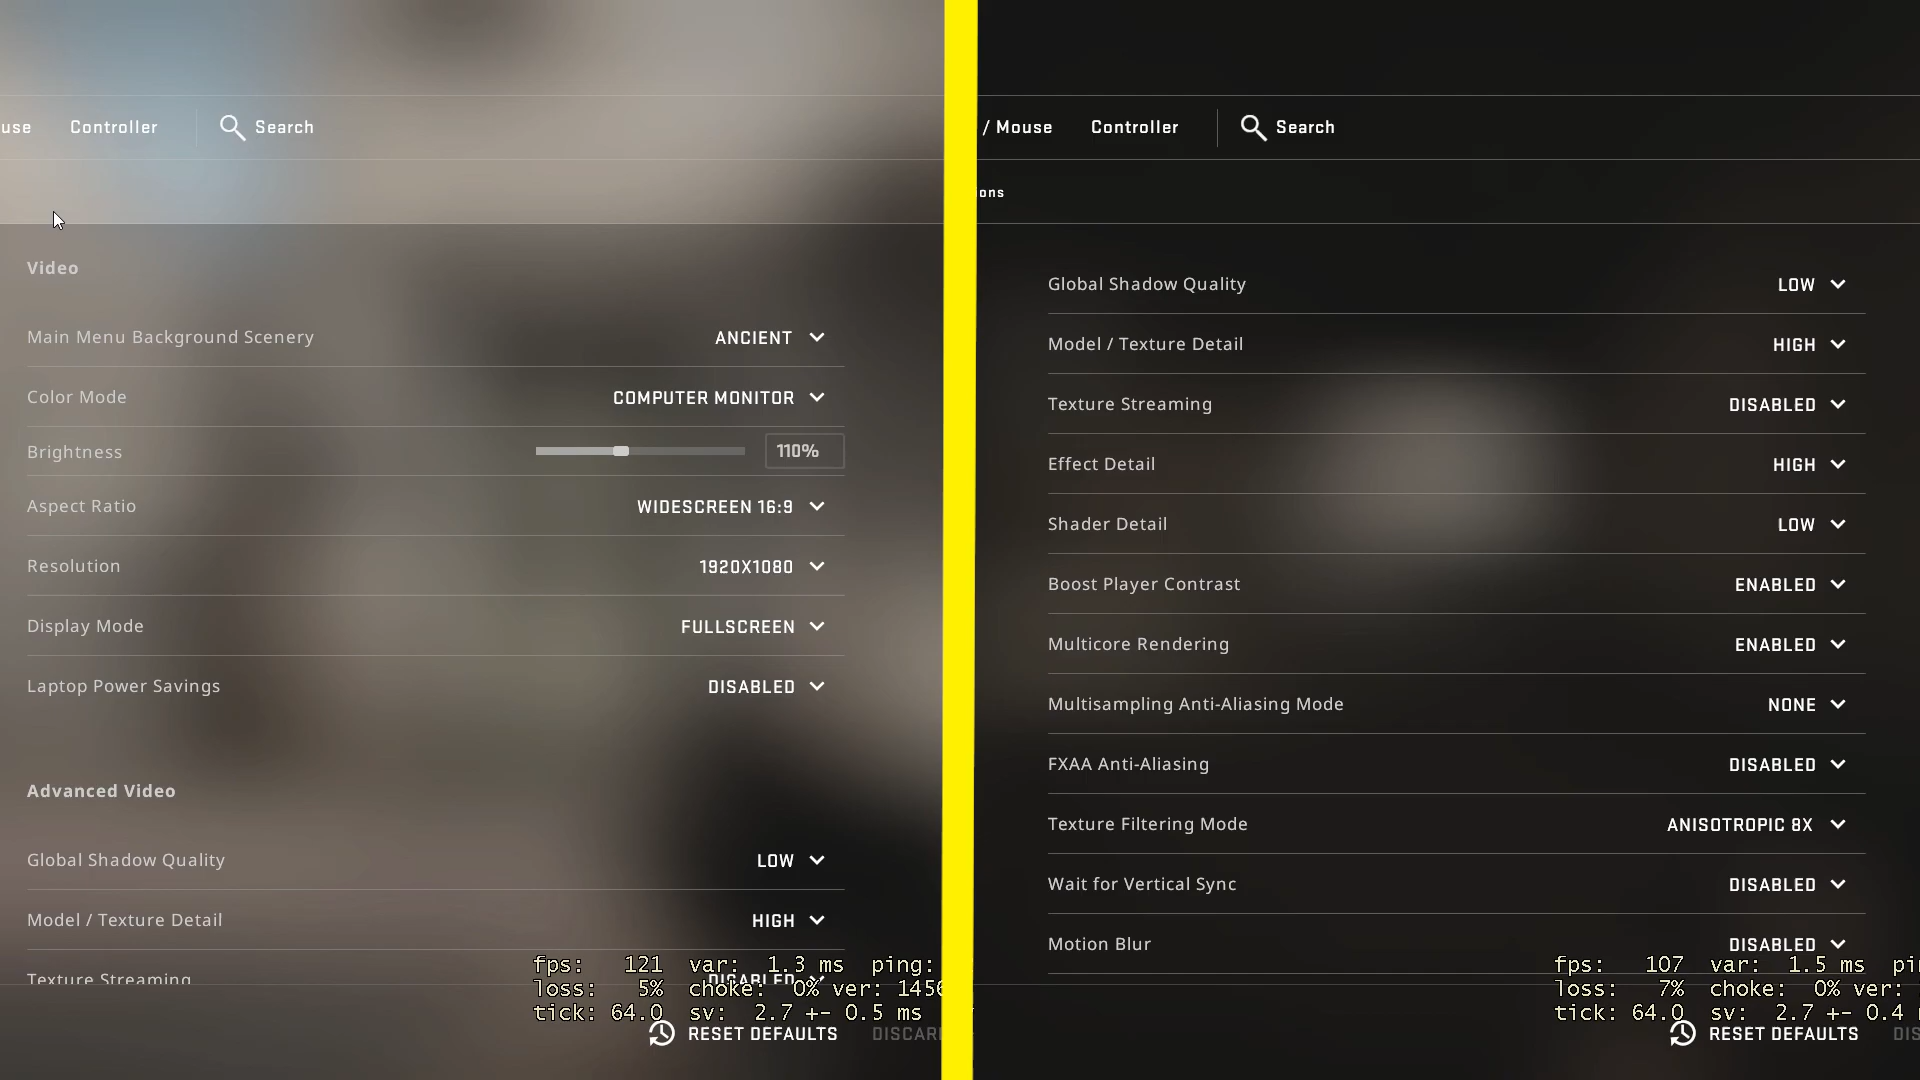 use Controller Search
Video
Main Menu Background Scenery ANCIENT
Color Mode COMPUTER MONITOR
Brightness 110%
Aspect Ratio WIDESCREEN 16:9
Resolution 1920X1080
Display Mode FULLSCREEN
Laptop Power Savings DISABLED
Advanced Video
Global Shadow Quality LOW
Model / Texture Detail HIGH
Texture Streaming DISABLED
fps: 121 var: 1.3 ms ping:
loss: 5% choke: 0% ver: 1456
tick: 64.0 sv: 2.7 +- 0.5 ms
RESET DEFAULTS DISCAR
/ Mouse Controller Search
ions
Global Shadow Quality LOW
Model / Texture Detail HIGH
Texture Streaming DISABLED
Effect Detail HIGH
Shader Detail LOW
Boost Player Contrast ENABLED
Multicore Rendering ENABLED
Multisampling Anti-Aliasing Mode NONE
FXAA Anti-Aliasing DISABLED
Texture Filtering Mode ANISOTROPIC 8X
Wait for Vertical Sync DISABLED
Motion Blur DISABLED
fps: 107 var: 1.5 ms pi
loss: 7% choke: 0% ver:
tick: 64.0 sv: 2.7 +- 0.4
RESET DEFAULTS DIS